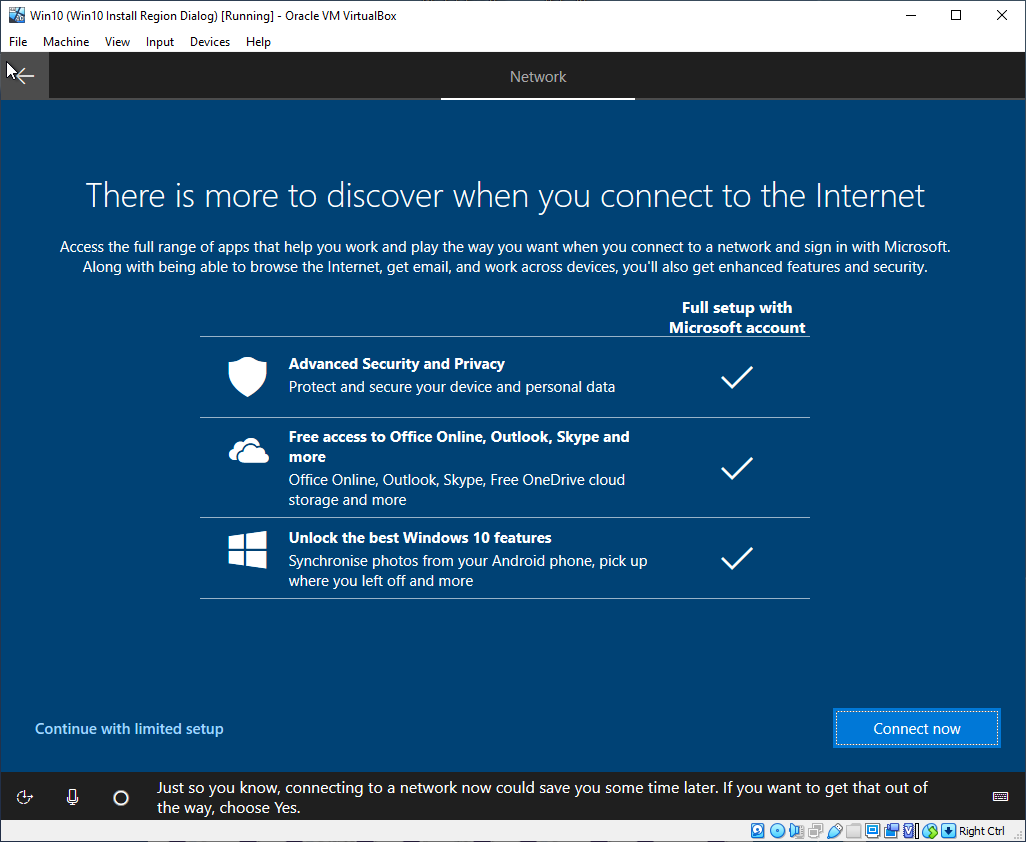 Win10 (Win10 Install Region Dialog) [Running] - Oracle VM VirtualBox
File Machine View Input Devices Help
Network
There is more to discover when you connect to the Internet
Access the full range of apps that help you work and play the way you want when you connect to a network and sign in with Microsoft.
Along with being able to browse the Internet, get email, and work across devices, you'll also get enhanced features and security.
Full setup with
Microsoft account
Advanced Security and Privacy
Protect and secure your device and personal data
Free access to Office Online, Outlook, Skype and
more
Office Online, Outlook, Skype, Free OneDrive cloud
storage and more
Unlock the best Windows 10 features
Synchronise photos from your Android phone, pick up
where you left off and more
Continue with limited setup
Connect now
Just so you know, connecting to a network now could save you some time later. If you want to get that out of
the way, choose Yes.
Right Ctrl